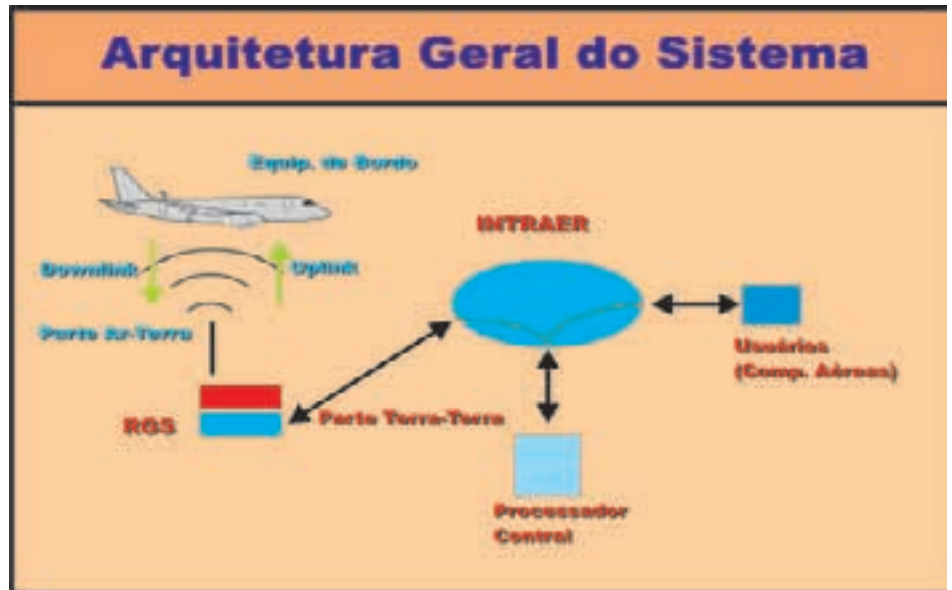 Arquitetura Geral do Sistema
Equip. de Bordo
INTRAER
Downlink
Uplink
Parte Ar-Terra
Usuários
(Comp. Aéreas)
RGS
Parte Terra-Terra
Processador
Central